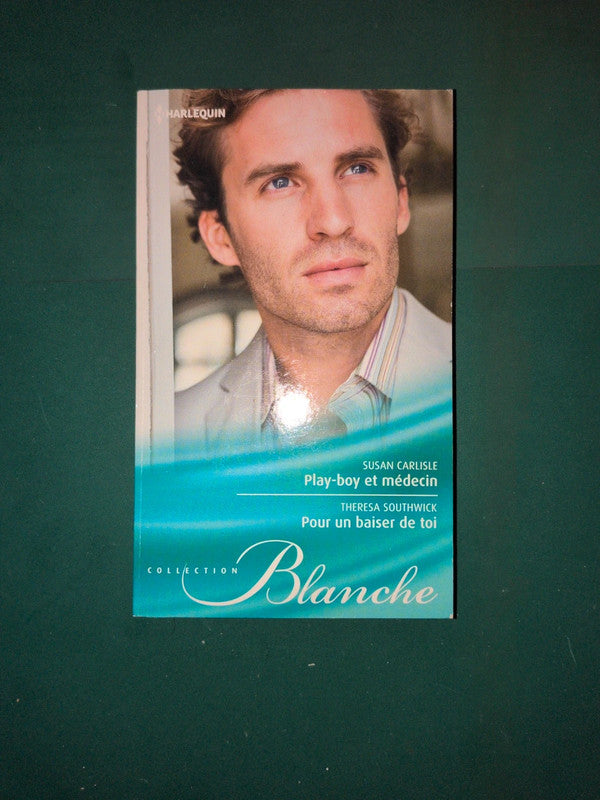 HARLEQUIN
SUSAN CARLISLE
Play-boy et médecin
THERESA SOUTHWICK
Pour un baiser de toi
COLLECTION
Blanche